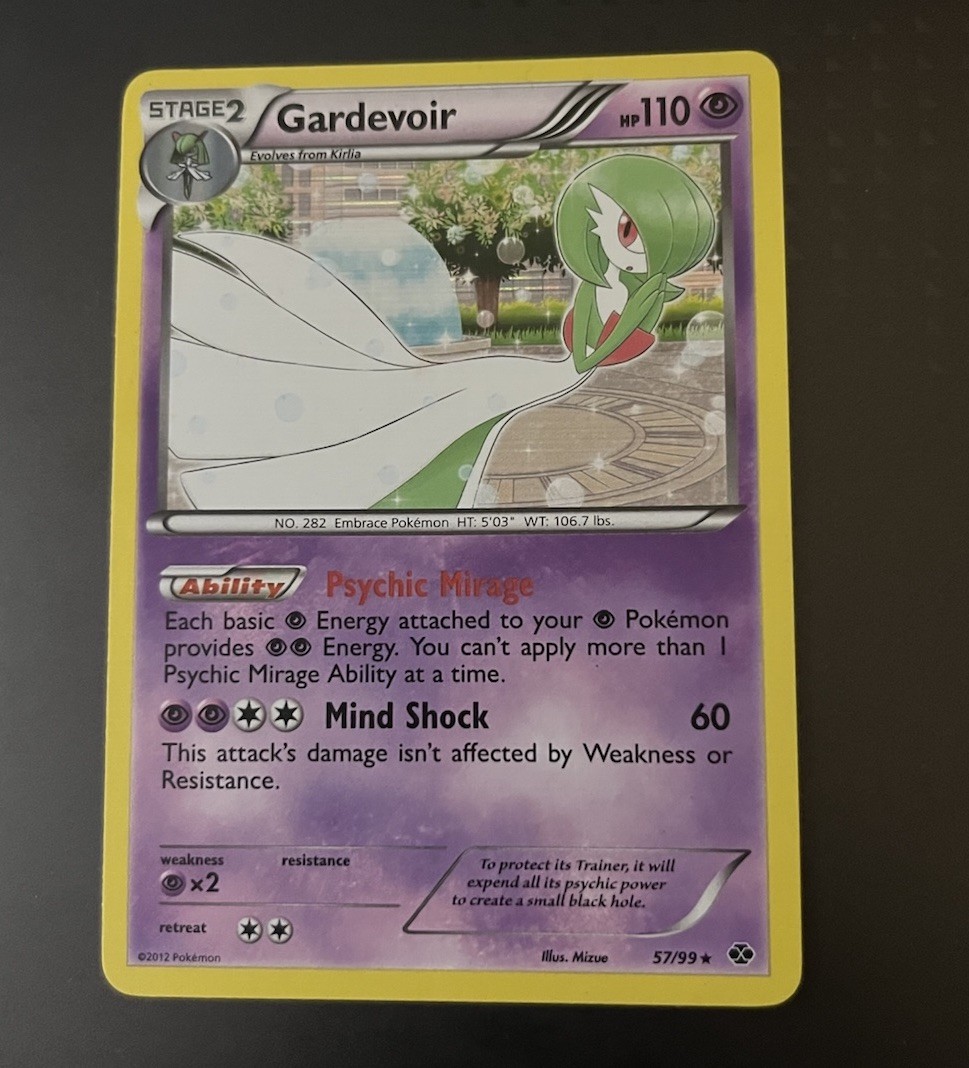 STAGE2 Gardevoir HP110
Evolves from Kirlia
NO. 282 Embrace Pokémon HT: 5'03" WT: 106.7 lbs.
Ability Psychic Mirage
Each basic Energy attached to your Pokémon
provides Energy. You can't apply more than 1
Psychic Mirage Ability at a time.
Mind Shock 60
This attack's damage isn't affected by Weakness or
Resistance.
weakness resistance
x2
To protect its Trainer, it will
expend all its psychic power
to create a small black hole.
retreat
©2012 Pokémon Illus. Mizue 57/99